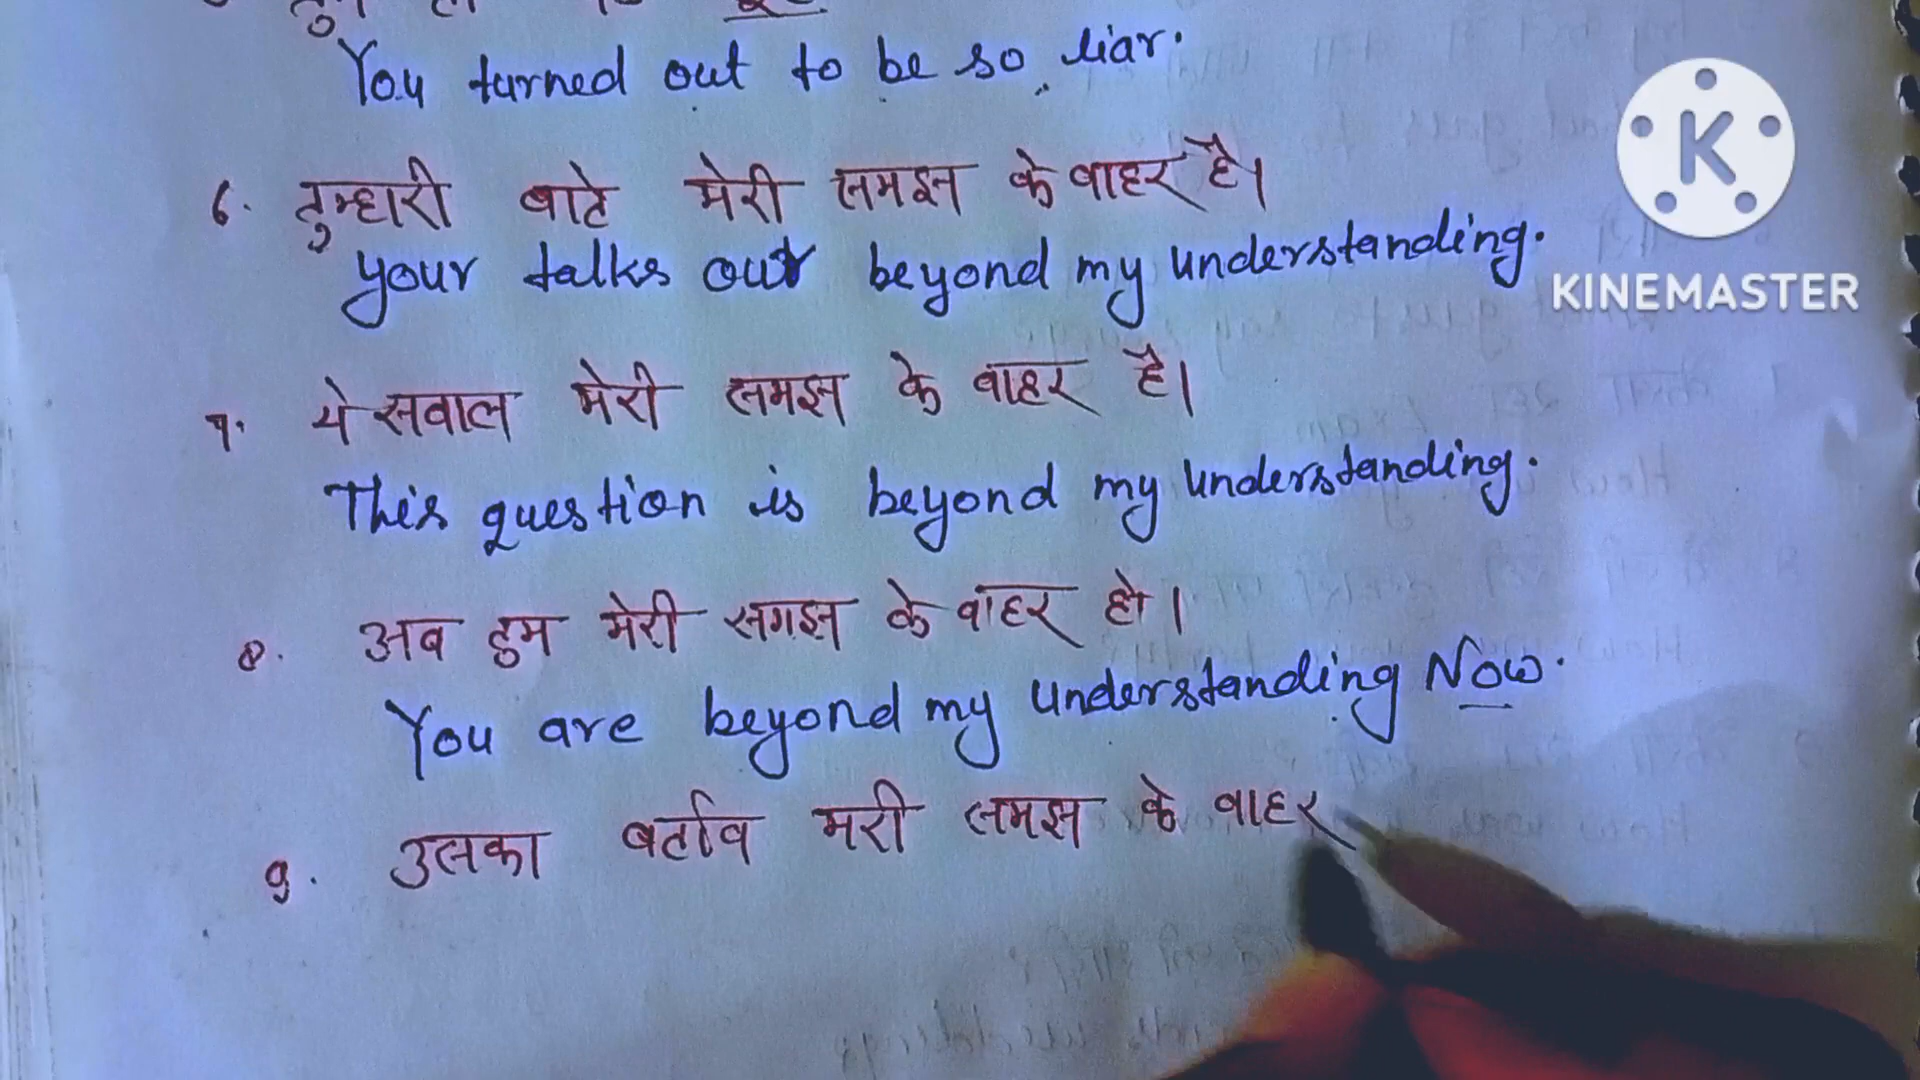 You turned out to be so liar.
6. तुम्हारी बाटे मेरी समझ के वाहर है।
your talks out beyond my understanding.
7. ये सवाल मेरी समझ के वाहर है।
This question is beyond my understanding.
8. अब तुम मेरी समझ के वाहर हो।
You are beyond my understanding Now.
9. उसका बर्ताव मरी समझ के वाहर
K
KINEMASTER